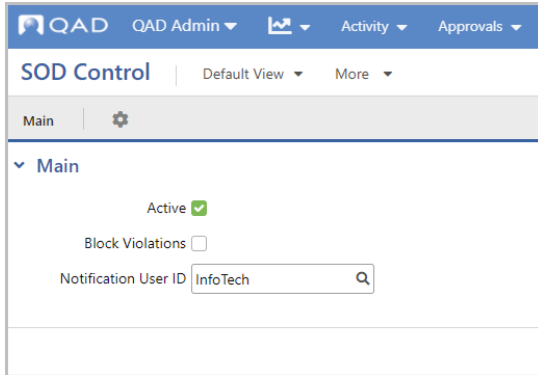 QAD QAD Admin Activity Approvals
SOD Control Default View More
Main
Main
Active
Block Violations
Notification User ID InfoTech